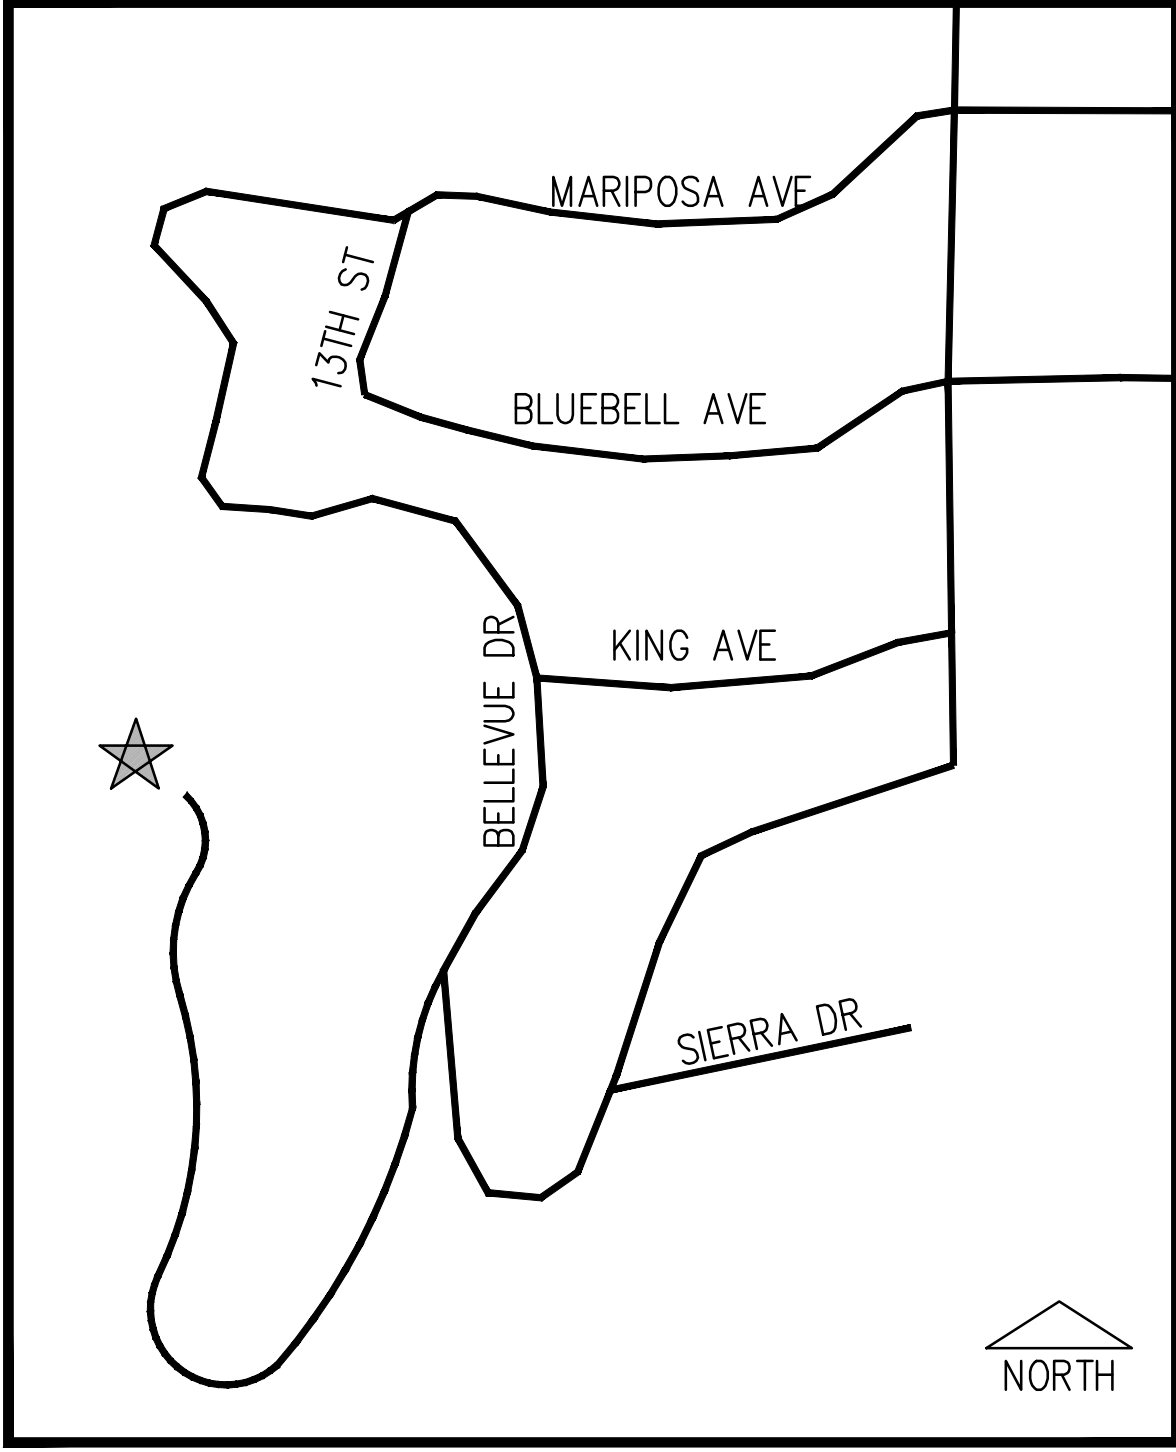 MARIPOSA AVE
13TH ST
BLUEBELL AVE
BELLEVUE DR
KING AVE
SIERRA DR
NORTH